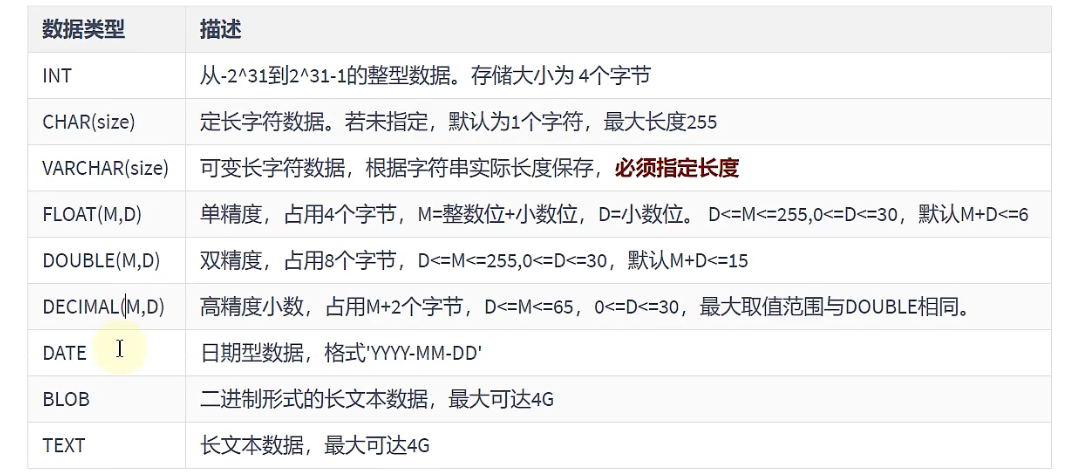 数据类型 描述
INT 从-2^31到2^31-1的整型数据。存储大小为 4个字节
CHAR(size) 定长字符数据。若未指定，默认为1个字符，最大长度255
VARCHAR(size) 可变长字符数据，根据字符串实际长度保存，必须指定长度
FLOAT(M,D) 单精度，占用4个字节，M=整数位+小数位，D=小数位。 D<=M<=255,0<=D<=30，默认M+D<=6
DOUBLE(M,D) 双精度，占用8个字节，D<=M<=255,0<=D<=30，默认M+D<=15
DECIMAL(M,D) 高精度小数，占用M+2个字节，D<=M<=65，0<=D<=30，最大取值范围与DOUBLE相同。
DATE 日期型数据，格式'YYYY-MM-DD'
BLOB 二进制形式的长文本数据，最大可达4G
TEXT 长文本数据，最大可达4G